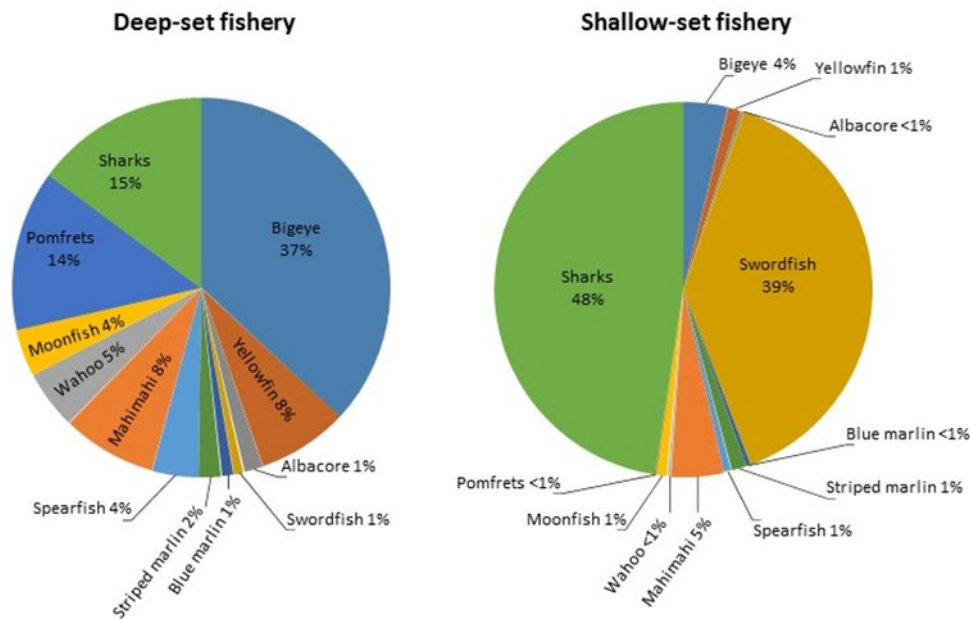 Deep-set fishery
Bigeye
37%
Yellowfin 8%
Albacore 1%
Swordfish 1%
Blue marlin 1%
Striped marlin 2%
Spearfish 4%
Mahimahi 8%
Wahoo 5%
Moonfish 4%
Pomfrets
14%
Sharks
15%
Shallow-set fishery
Bigeye 4%
Yellowfin 1%
Albacore <1%
Swordfish
39%
Blue marlin <1%
Striped marlin 1%
Spearfish 1%
Mahimahi 5%
Wahoo <1%
Moonfish 1%
Pomfrets <1%
Sharks
48%